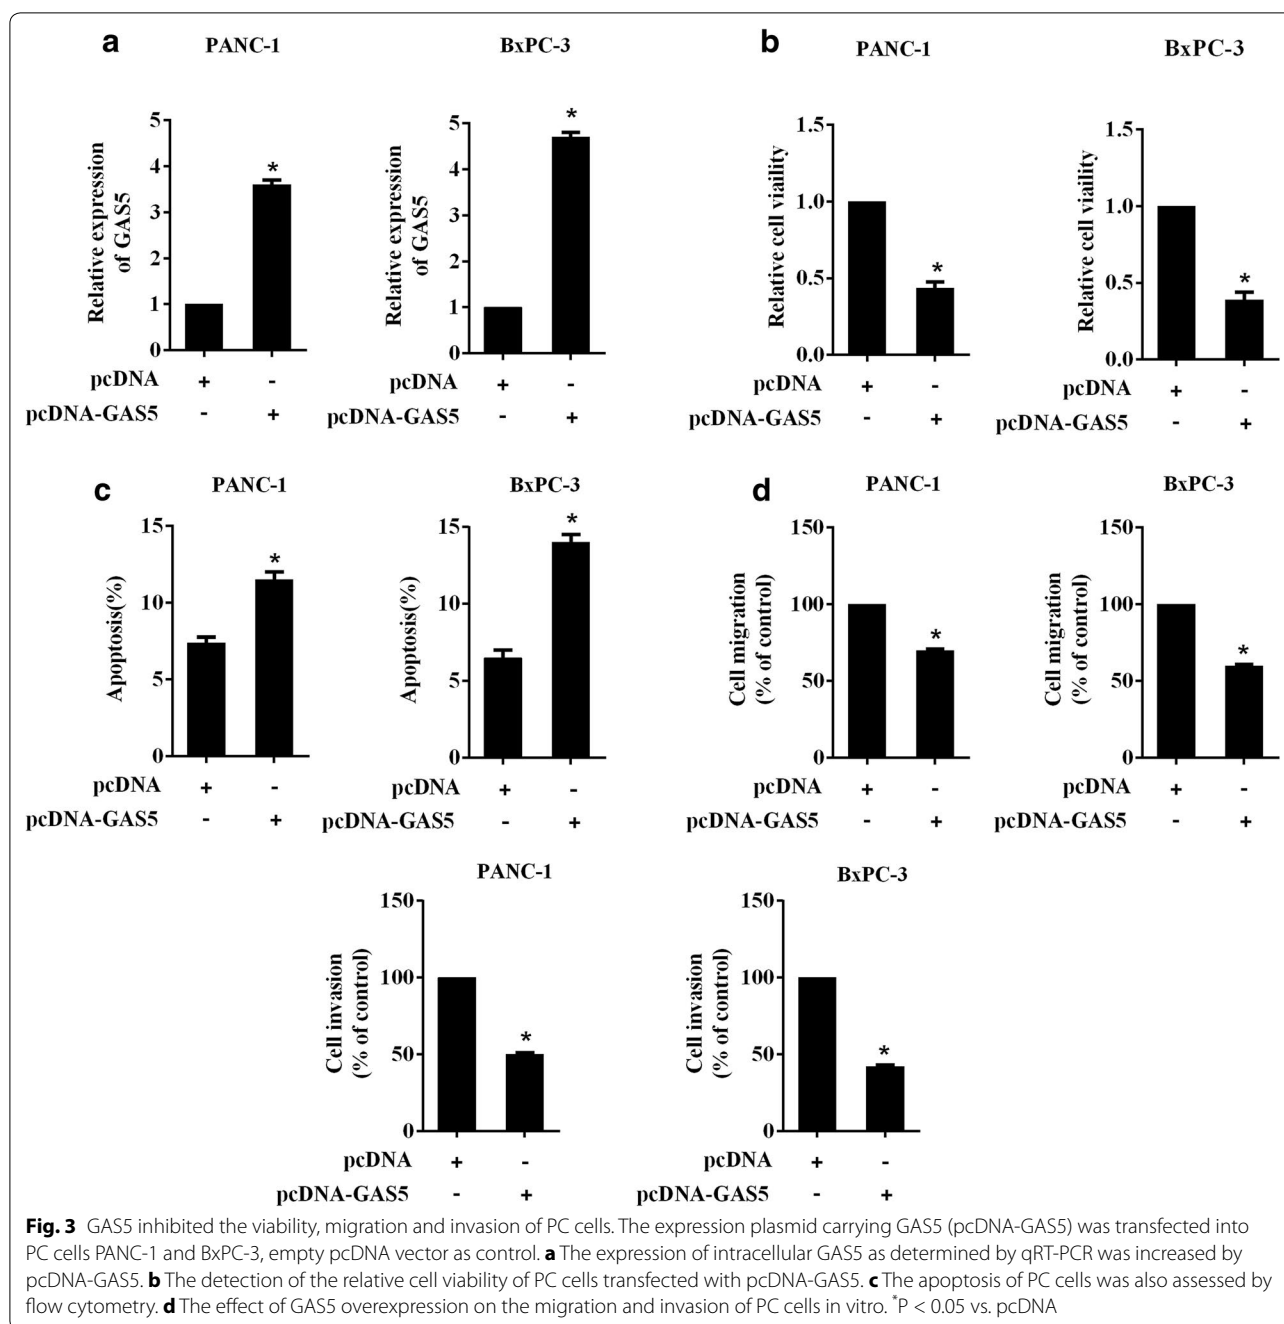 a PANC-1 BxPC-3 b PANC-1 BxPC-3
Relative expression
of GAS5
5
4
3
2
1
0
*
pcDNA + -
pcDNA-GAS5 - +
Relative expression
of GAS5
5
4
3
2
1
0
*
pcDNA + -
pcDNA-GAS5 - +
Relative cell viaility
1.5
1.0
0.5
0.0
*
pcDNA + -
pcDNA-GAS5 - +
Relative cell viaility
1.5
1.0
0.5
0.0
*
pcDNA + -
pcDNA-GAS5 - +
c PANC-1 BxPC-3 d PANC-1 BxPC-3
Apoptosis(%)
15
10
5
0
*
pcDNA + -
pcDNA-GAS5 - +
Apoptosis(%)
15
10
5
0
*
pcDNA + -
pcDNA-GAS5 - +
Cell migration
(% of control)
150
100
50
0
*
pcDNA + -
pcDNA-GAS5 - +
Cell migration
(% of control)
150
100
50
0
*
pcDNA + -
pcDNA-GAS5 - +
PANC-1
Cell invasion
(% of control)
150
100
50
0
*
pcDNA + -
pcDNA-GAS5 - +
BxPC-3
Cell invasion
(% of control)
150
100
50
0
*
pcDNA + -
pcDNA-GAS5 - +
Fig. 3 GAS5 inhibited the viability, migration and invasion of PC cells. The expression plasmid carrying GAS5 (pcDNA-GAS5) was transfected into
PC cells PANC-1 and BxPC-3, empty pcDNA vector as control. a The expression of intracellular GAS5 as determined by qRT-PCR was increased by
pcDNA-GAS5. b The detection of the relative cell viability of PC cells transfected with pcDNA-GAS5. c The apoptosis of PC cells was also assessed by
flow cytometry. d The effect of GAS5 overexpression on the migration and invasion of PC cells in vitro. *P < 0.05 vs. pcDNA